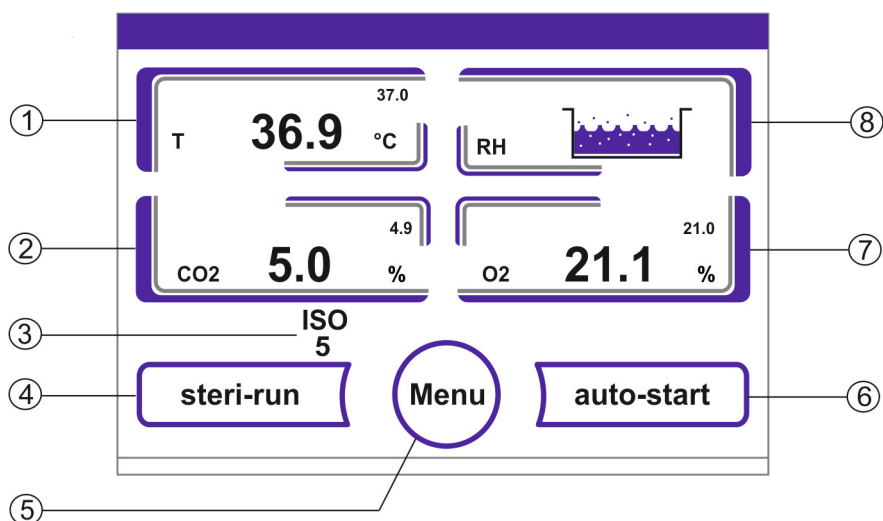 ① 37.0 ⑧
T 36.9 °C RH
② 4.9 21.0 ⑦
CO2 5.0 % O2 21.1 %
③ ISO
5
④ steri-run Menu auto-start ⑥
⑤